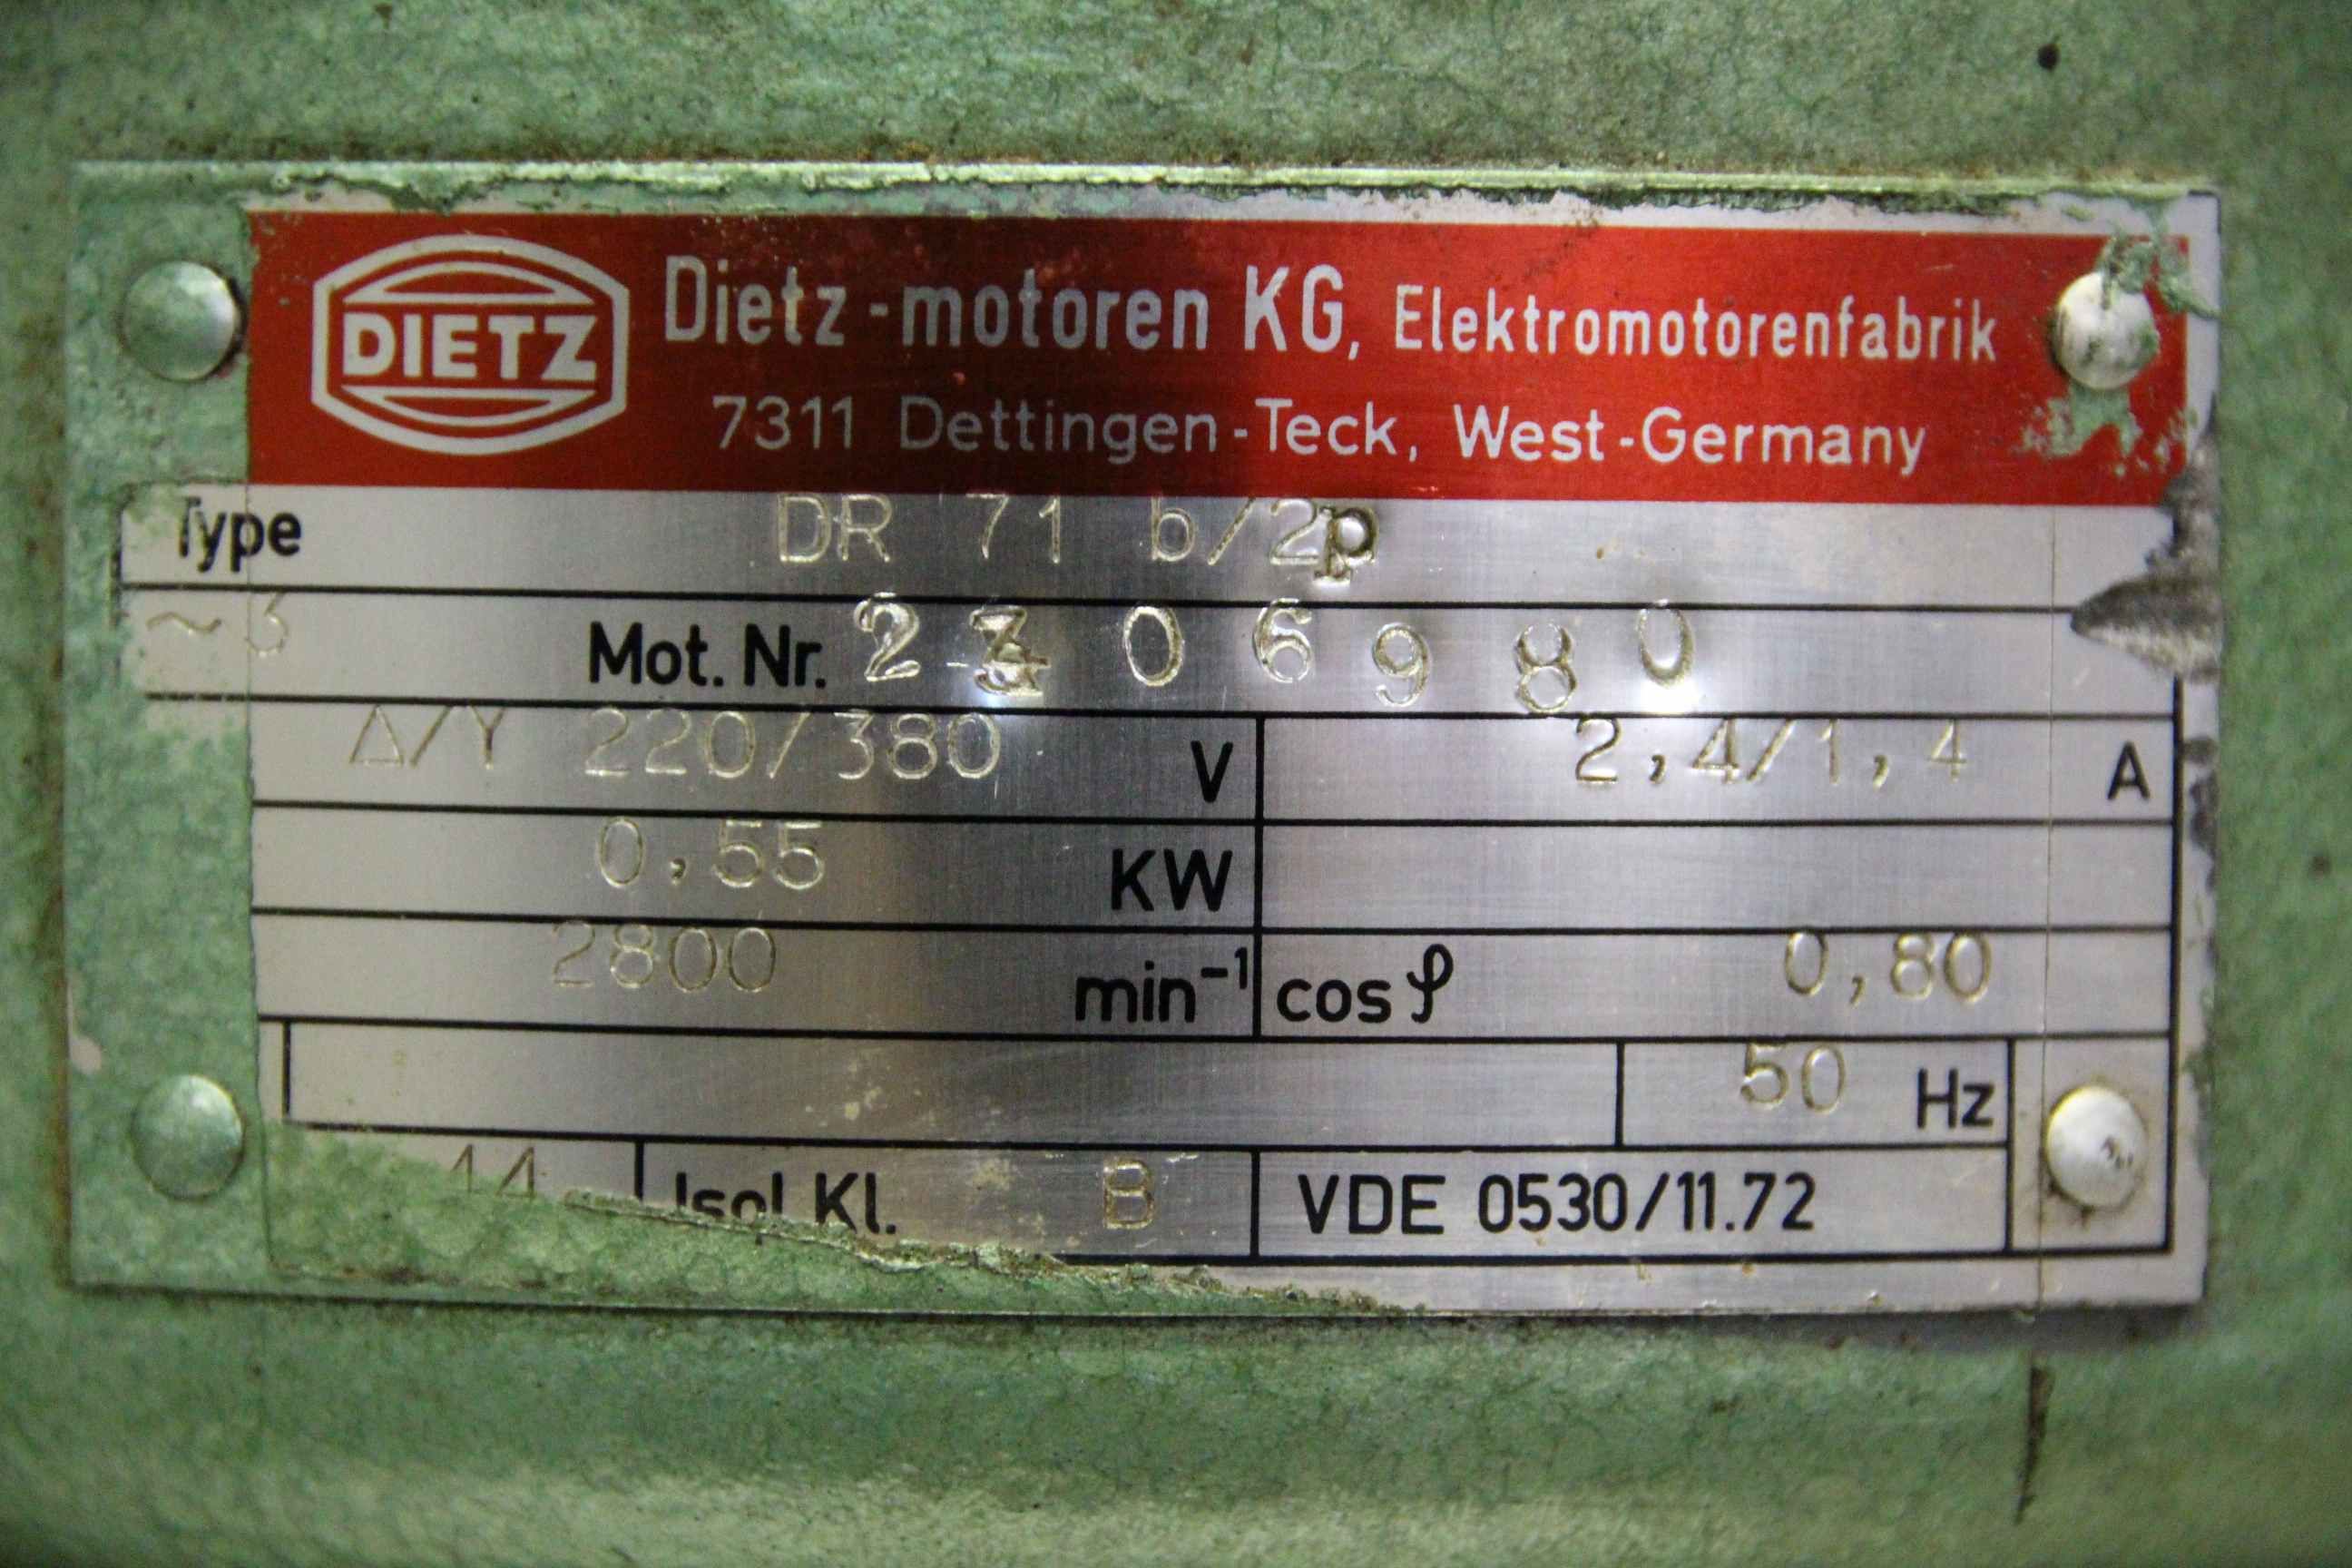 DIETZ
Dietz-motoren KG, Elektromotorenfabrik
7311 Dettingen-Teck, West-Germany
Type DR 71 b/2p
~3 Mot. Nr.
Δ/Y 220/380 V 2,4/1,4 A
0,55 KW
2800 min⁻¹ cos φ 0,80
50 Hz
Isol Kl. B VDE 0530/11.72